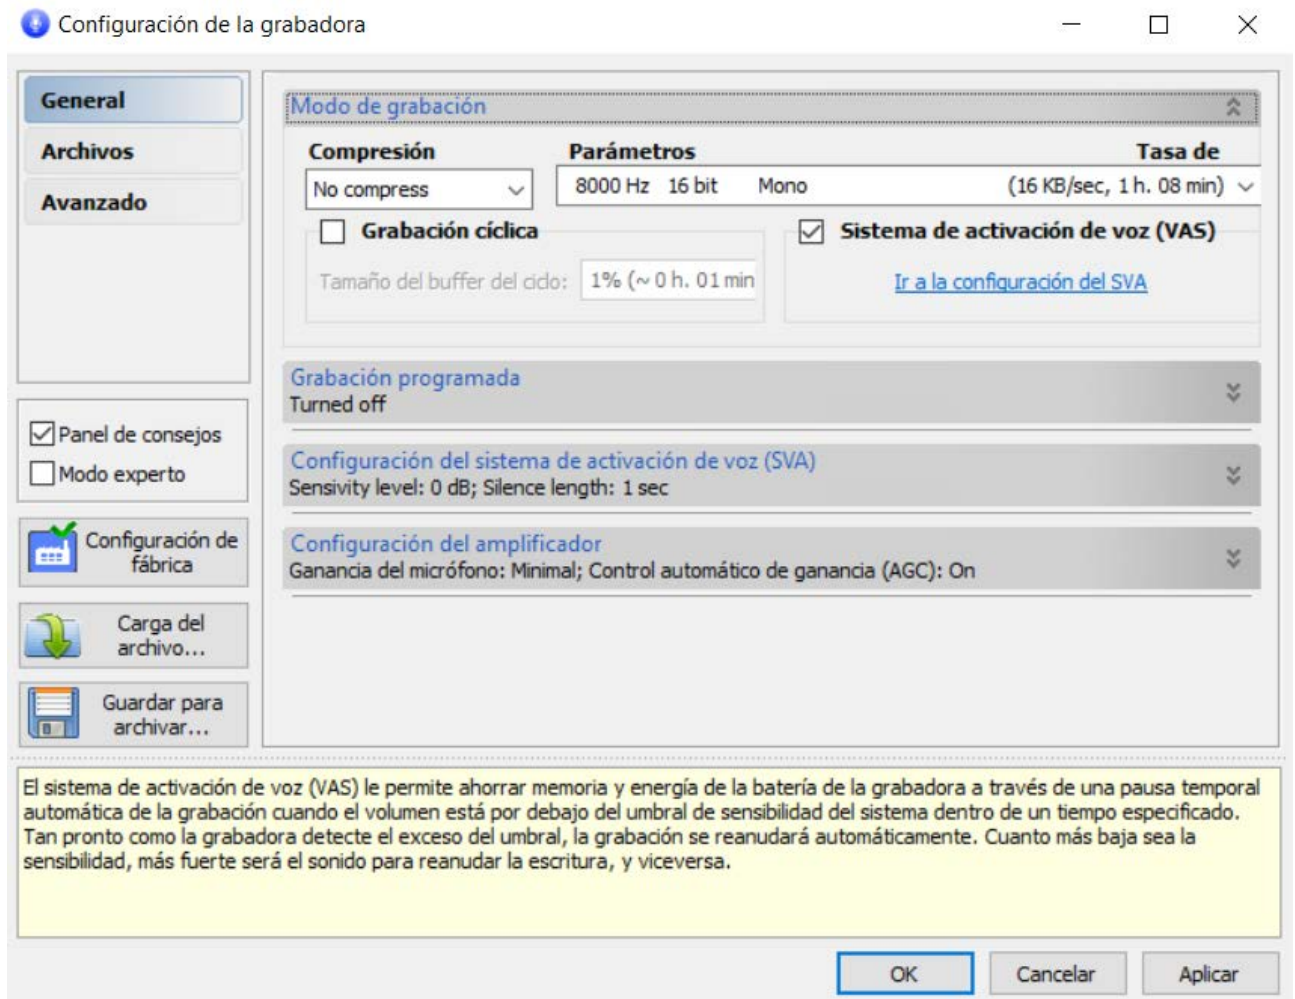 Configuración de la grabadora
General
Archivos
Avanzado
Panel de consejos
Modo experto
Configuración de
fábrica
Carga del
archivo...
Guardar para
archivar...
Modo de grabación
Compresión Parámetros Tasa de
No compress 8000 Hz 16 bit Mono (16 KB/sec, 1 h. 08 min)
Grabación cíclica Sistema de activación de voz (VAS)
Tamaño del buffer del ciclo: 1% (~ 0 h. 01 min Ir a la configuración del SVA
Grabación programada
Turned off
Configuración del sistema de activación de voz (SVA)
Sensivity level: 0 dB; Silence length: 1 sec
Configuración del amplificador
Ganancia del micrófono: Minimal; Control automático de ganancia (AGC): On
El sistema de activación de voz (VAS) le permite ahorrar memoria y energía de la batería de la grabadora a través de una pausa temporal
automática de la grabación cuando el volumen está por debajo del umbral de sensibilidad del sistema dentro de un tiempo especificado.
Tan pronto como la grabadora detecte el exceso del umbral, la grabación se reanudará automáticamente. Cuanto más baja sea la
sensibilidad, más fuerte será el sonido para reanudar la escritura, y viceversa.
OK Cancelar Aplicar